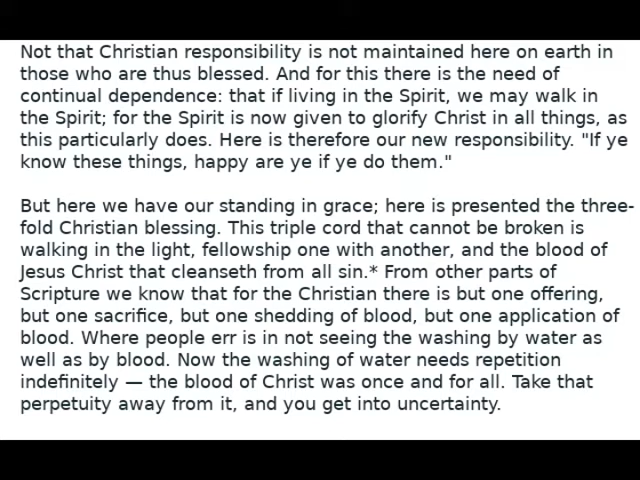 Not that Christian responsibility is not maintained here on earth in
those who are thus blessed. And for this there is the need of
continual dependence: that if living in the Spirit, we may walk in
the Spirit; for the Spirit is now given to glorify Christ in all things, as
this particularly does. Here is therefore our new responsibility. "If ye
know these things, happy are ye if ye do them."
But here we have our standing in grace; here is presented the three-
fold Christian blessing. This triple cord that cannot be broken is
walking in the light, fellowship one with another, and the blood of
Jesus Christ that cleanseth from all sin.* From other parts of
Scripture we know that for the Christian there is but one offering,
but one sacrifice, but one shedding of blood, but one application of
blood. Where people err is in not seeing the washing by water as
well as by blood. Now the washing of water needs repetition
indefinitely — the blood of Christ was once and for all. Take that
perpetuity away from it, and you get into uncertainty.